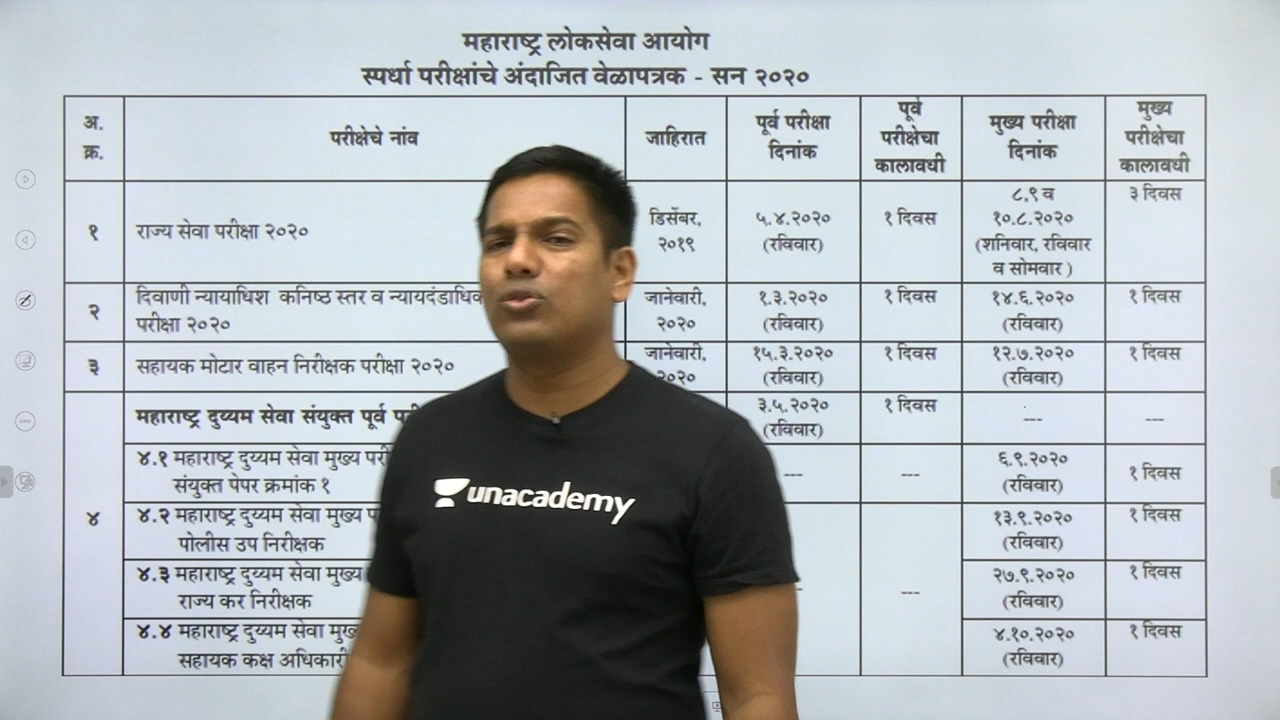 महाराष्ट्र लोकसेवा आयोग
स्पर्धा परीक्षांचे अंदाजित वेळापत्रक - सन २०२०
अ.
क्र.
परीक्षेचे नांव
जाहिरात
पूर्व परीक्षा
दिनांक
पूर्व
परीक्षेचा
कालावधी
मुख्य परीक्षा
दिनांक
मुख्य
परीक्षेचा
कालावधी
१
राज्य सेवा परीक्षा २०२०
डिसेंबर,
२०१९
५.४.२०२०
(रविवार)
१ दिवस
८,९ व
१०.८.२०२०
(शनिवार, रविवार
व सोमवार )
३ दिवस
२
दिवाणी न्यायाधिश कनिष्ठ स्तर व
परीक्षा २०२०
जानेवारी,
२०२०
१.३.२०२०
(रविवार)
१ दिवस
१४.६.२०२०
(रविवार)
१ दिवस
३
सहायक मोटार वाहन निरीक्षक परीक्षा २०२०
जानेवारी,
२०२०
१५.३.२०२०
(रविवार)
१ दिवस
१२.७.२०२०
(रविवार)
१ दिवस
४
महाराष्ट्र दुय्यम सेवा संयुक्त पूर्व
३.५.२०२०
(रविवार)
१ दिवस
---
---
४.१ महाराष्ट्र दुय्यम सेवा मुख्य
संयुक्त पेपर क्रमांक १
---
---
६.९.२०२०
(रविवार)
१ दिवस
४.२ महाराष्ट्र दुय्यम सेवा मुख्य
पोलीस उप निरीक्षक
१३.९.२०२०
(रविवार)
१ दिवस
४.३ महाराष्ट्र दुय्यम सेवा मुख्य
राज्य कर निरीक्षक
---
२७.९.२०२०
(रविवार)
१ दिवस
४.४ महाराष्ट्र दुय्यम सेवा
सहायक कक्ष अधिकारी
४.१०.२०२०
(रविवार)
१ दिवस
unacademy